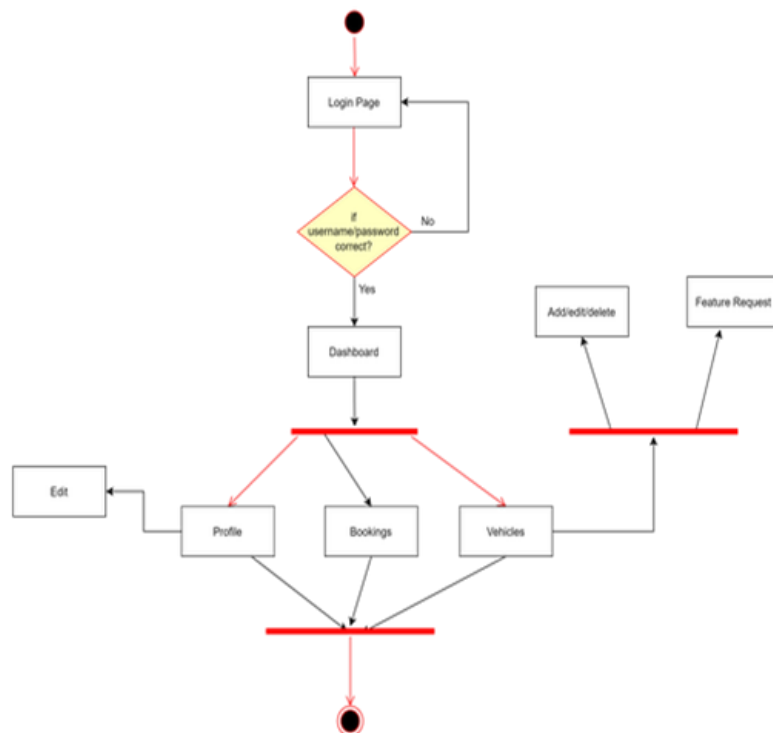 Login Page
if
username/password
correct?
No
Yes
Add/edit/delete
Feature Request
Dashboard
Edit
Profile
Bookings
Vehicles